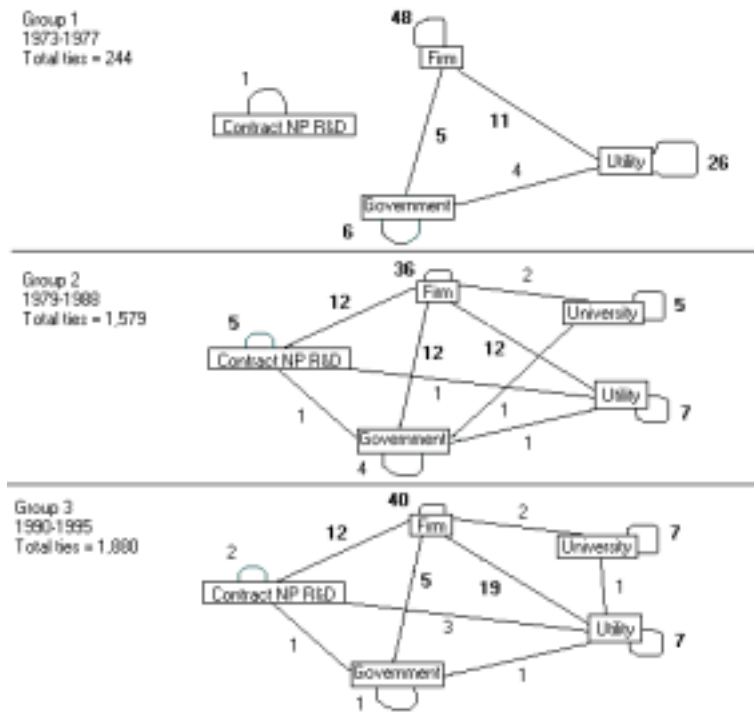 Group 1
1973-1977
Total ties = 244
48
Firm
1
Contract NP R&D
5
11
Utility
26
4
Government
6
Group 2
1979-1988
Total ties = 1,579
36
Firm
2
12
University
5
5
Contract NP R&D
12
12
1
Utility
1
1
1
7
Government
4
Group 3
1990-1995
Total ties = 1,880
40
Firm
2
12
University
7
2
Contract NP R&D
5
19
1
3
Utility
7
1
Government
1
1